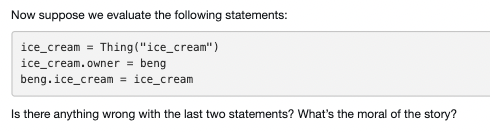 Now suppose we evaluate the following statements:
ice_cream = Thing("ice_cream")
ice_cream.owner = beng
beng.ice_cream = ice_cream
Is there anything wrong with the last two statements? What's the moral of the story?